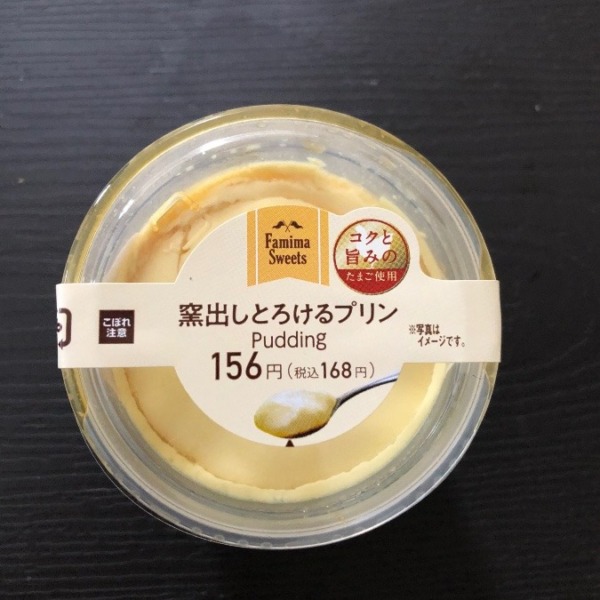 Famima
Sweets
コクと
旨みの
たまご使用
窯出しとろけるプリン
Pudding
156円(税込168円)
こぼれ
注意
※写真は
イメージです。